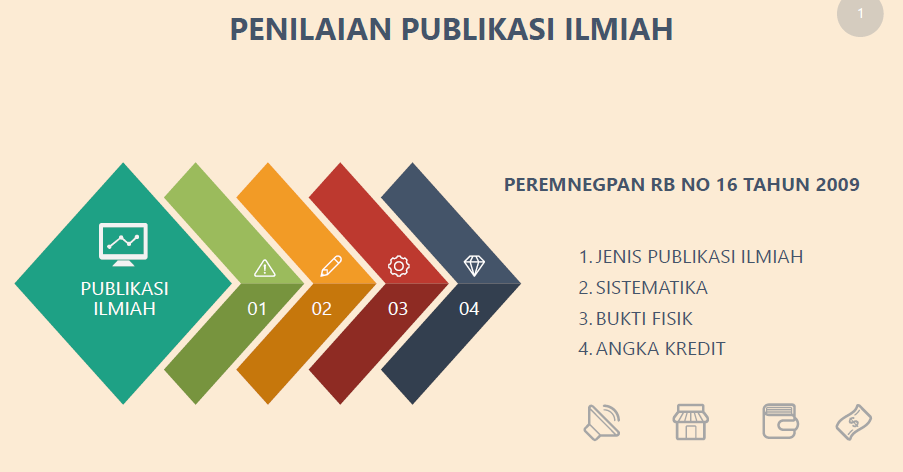 1
PENILAIAN PUBLIKASI ILMIAH
PUBLIKASI
ILMIAH
01
02
03
04
PEREMNEGPAN RB NO 16 TAHUN 2009
1. JENIS PUBLIKASI ILMIAH
2. SISTEMATIKA
3. BUKTI FISIK
4. ANGKA KREDIT
$